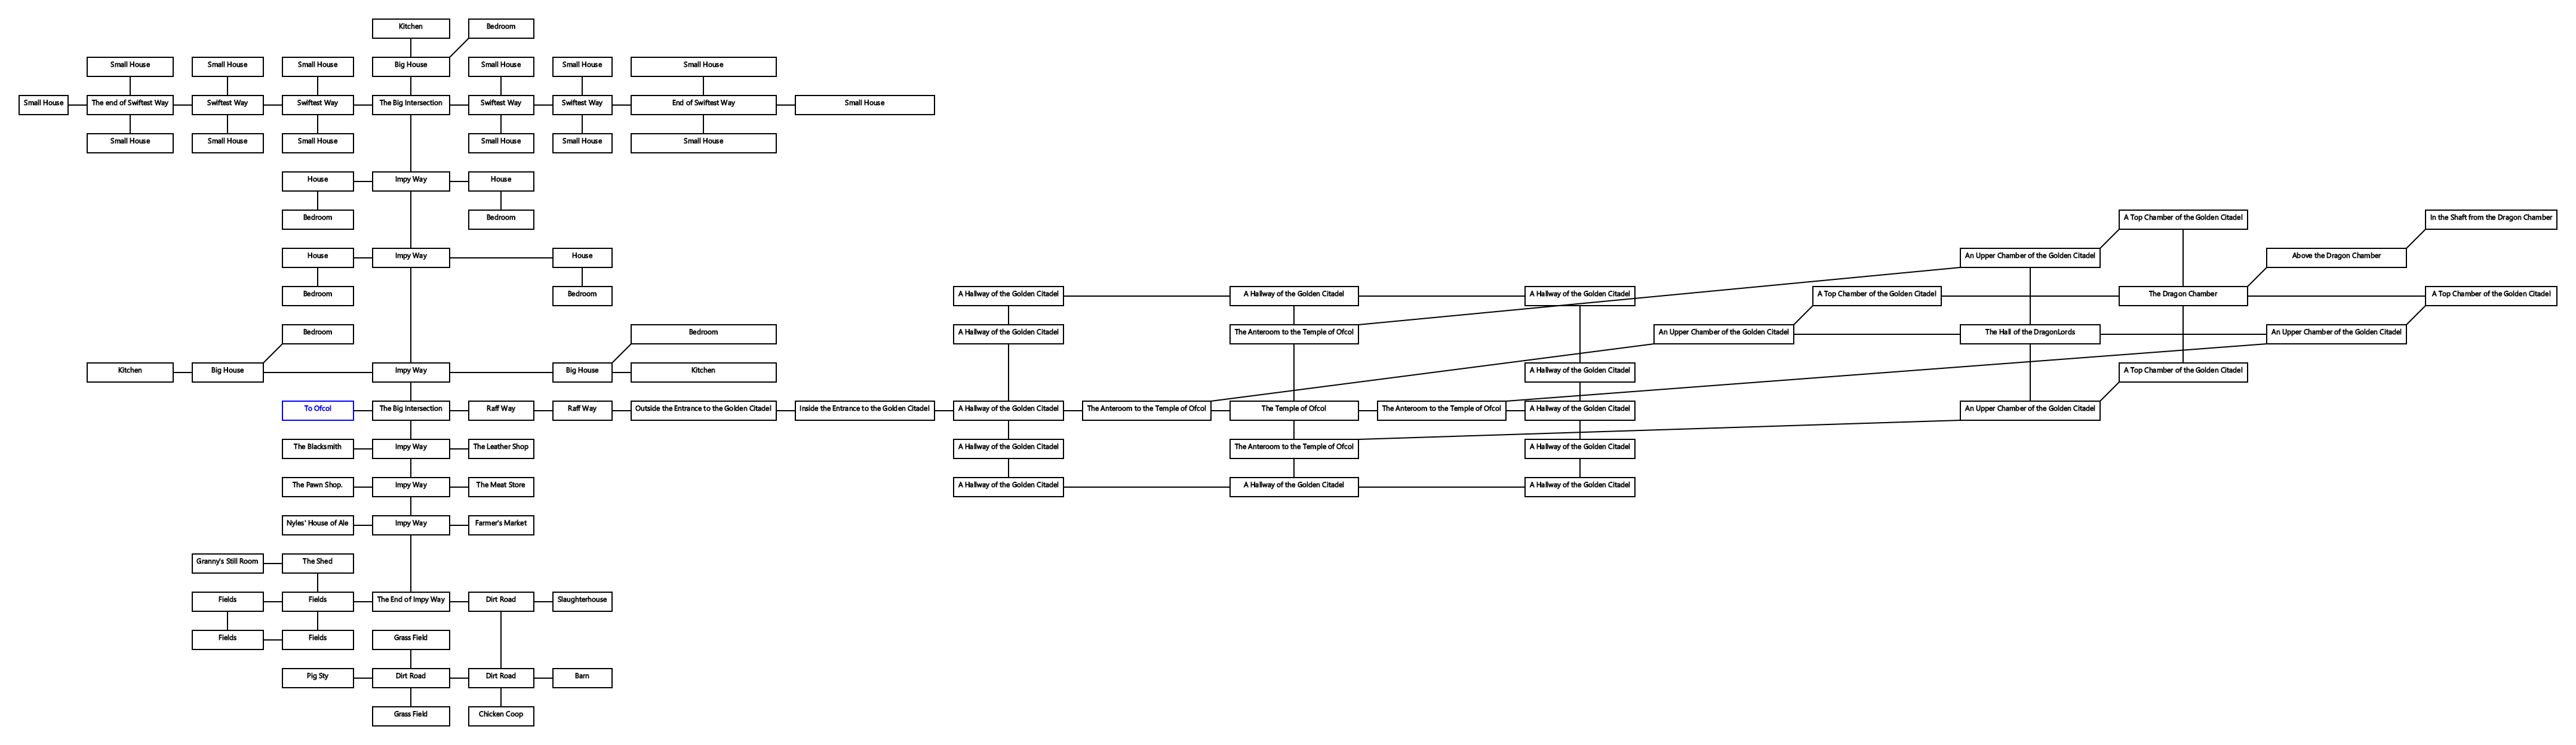 Kitchen
Bedroom
Small House
Small House
Small House
Big House
Small House
Small House
Small House
Small House
The end of Swiftest Way
Swiftest Way
Swiftest Way
The Big Intersection
Swiftest Way
Swiftest Way
End of Swiftest Way
Small House
Small House
Small House
Small House
Small House
Small House
Small House
House
Impy Way
House
Bedroom
Bedroom
A Top Chamber of the Golden Citadel
In the Shaft from the Dragon Chamber
House
Impy Way
House
An Upper Chamber of the Golden Citadel
Above the Dragon Chamber
Bedroom
Bedroom
A Hallway of the Golden Citadel
A Hallway of the Golden Citadel
A Hallway of the Golden Citadel
A Top Chamber of the Golden Citadel
The Dragon Chamber
A Top Chamber of the Golden Citadel
Bedroom
Bedroom
A Hallway of the Golden Citadel
The Anteroom to the Temple of Ofcol
An Upper Chamber of the Golden Citadel
The Hall of the DragonLords
An Upper Chamber of the Golden Citadel
Kitchen
Big House
Impy Way
Big House
Kitchen
A Hallway of the Golden Citadel
A Top Chamber of the Golden Citadel
To Ofcol
The Big Intersection
Raff Way
Raff Way
Outside the Entrance to the Golden Citadel
Inside the Entrance to the Golden Citadel
A Hallway of the Golden Citadel
The Anteroom to the Temple of Ofcol
The Temple of Ofcol
The Anteroom to the Temple of Ofcol
A Hallway of the Golden Citadel
An Upper Chamber of the Golden Citadel
The Blacksmith
Impy Way
The Leather Shop
A Hallway of the Golden Citadel
The Anteroom to the Temple of Ofcol
A Hallway of the Golden Citadel
The Pawn Shop.
Impy Way
The Meat Store
A Hallway of the Golden Citadel
A Hallway of the Golden Citadel
A Hallway of the Golden Citadel
Nyles' House of Ale
Impy Way
Farmer's Market
Granny's Still Room
The Shed
Fields
Fields
The End of Impy Way
Dirt Road
Slaughterhouse
Fields
Fields
Grass Field
Pig Sty
Dirt Road
Dirt Road
Barn
Grass Field
Chicken Coop